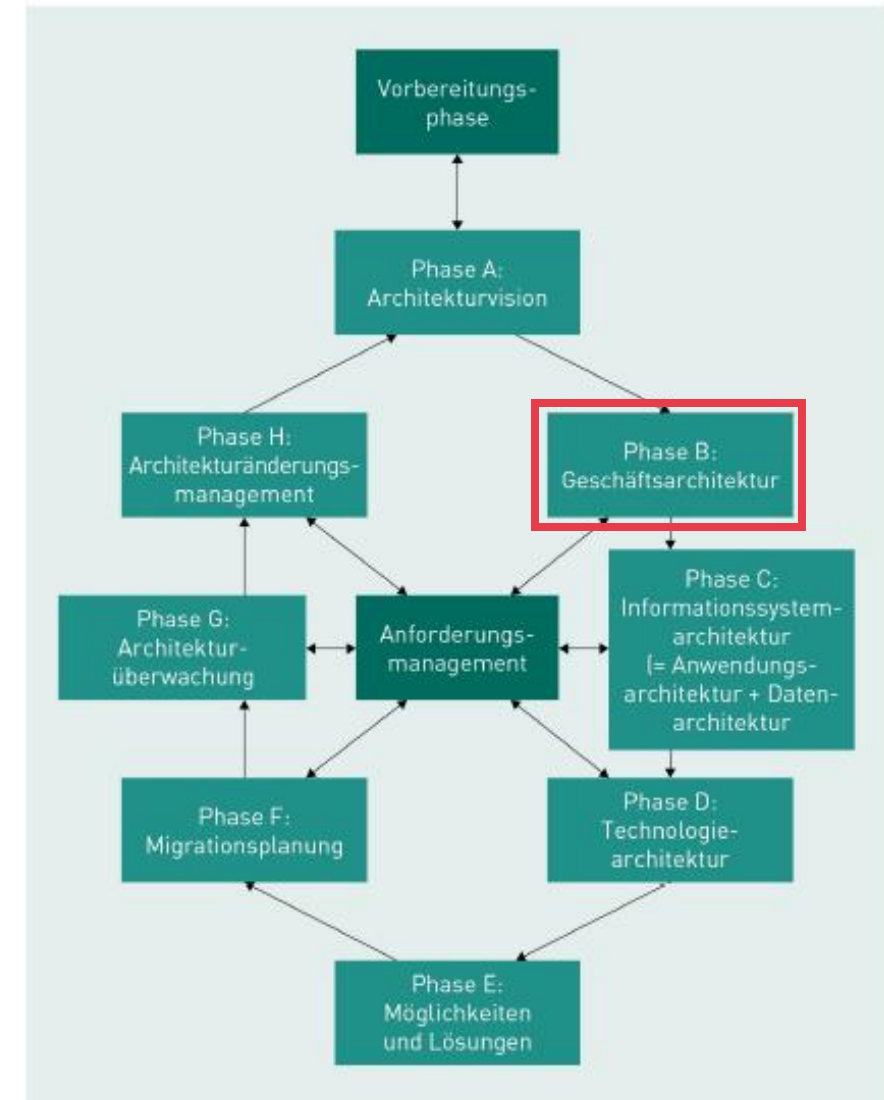 Vorbereitungs-
phase
Phase A:
Architekturvision
Phase H:
Architekturänderungs-
management
Phase B:
Geschäftsarchitektur
Phase G:
Architektur-
überwachung
Anforderungs-
management
Phase C:
Informationssystem-
architektur
(= Anwendungs-
architektur + Daten-
architektur
Phase F:
Migrationsplanung
Phase D:
Technologie-
architektur
Phase E:
Möglichkeiten
und Lösungen